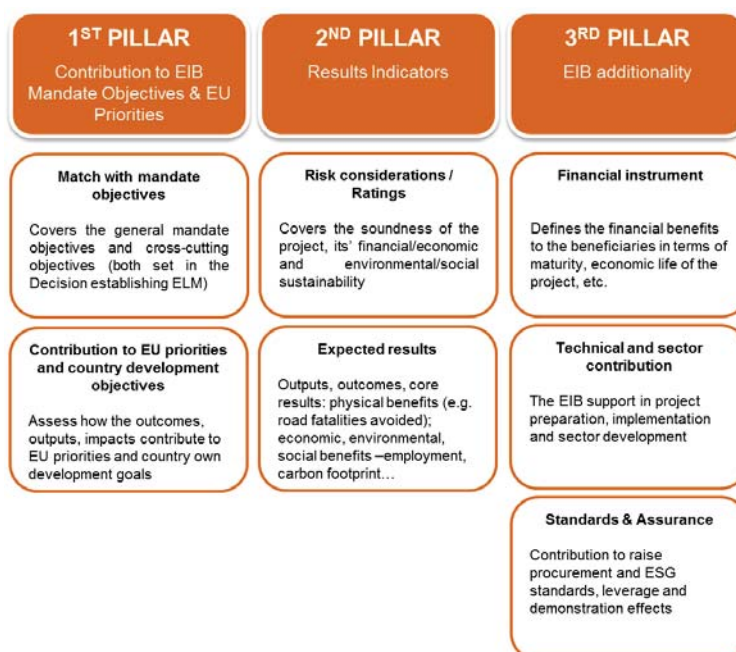 1ST PILLAR
Contribution to EIB
Mandate Objectives & EU
Priorities
Match with mandate
objectives
Covers the general mandate
objectives and cross-cutting
objectives (both set in the
Decision establishing ELM)
Contribution to EU priorities
and country development
objectives
Assess how the outcomes,
outputs, impacts contribute to
EU priorities and country own
development goals
2ND PILLAR
Results Indicators
Risk considerations /
Ratings
Covers the soundness of the
project, its' financial/economic
and environmental/social
sustainability
Expected results
Outputs, outcomes, core
results: physical benefits (e.g.
road fatalities avoided);
economic, environmental,
social benefits –employment,
carbon footprint…
3RD PILLAR
EIB additionality
Financial instrument
Defines the financial benefits
to the beneficiaries in terms of
maturity, economic life of the
project, etc.
Technical and sector
contribution
The EIB support in project
preparation, implementation
and sector development
Standards & Assurance
Contribution to raise
procurement and ESG
standards, leverage and
demonstration effects